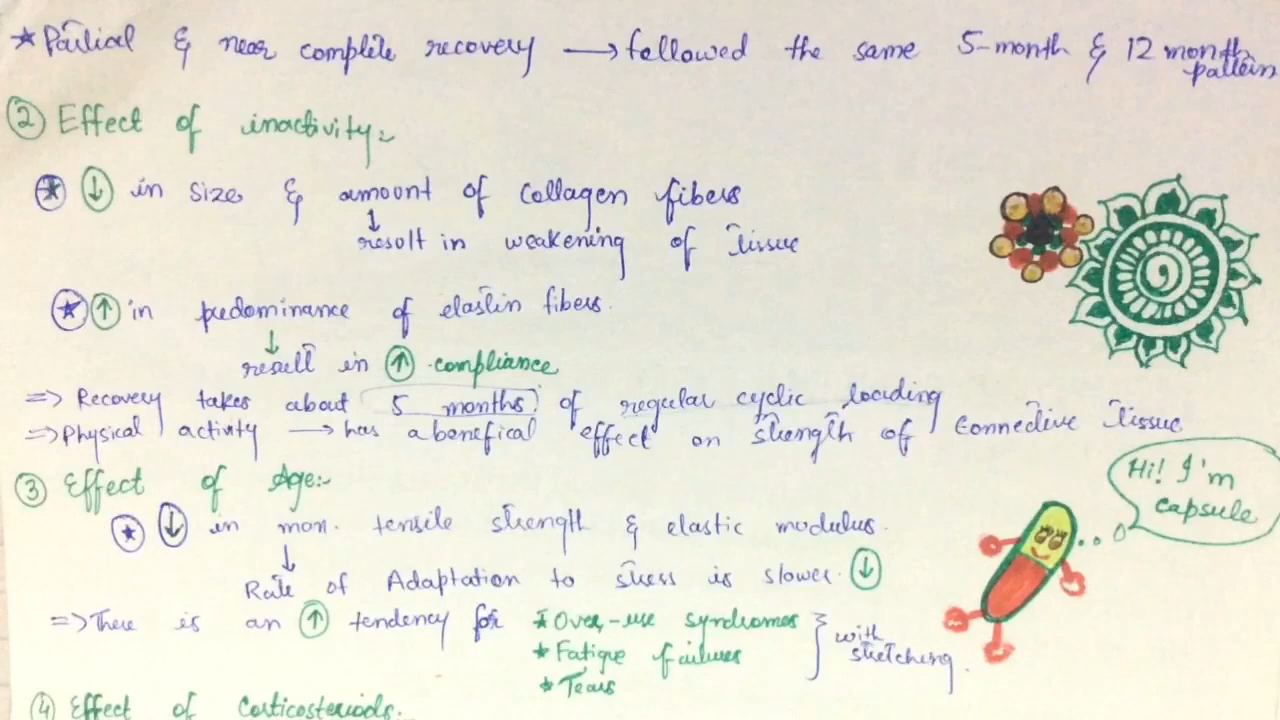 ★ Partial & near complete recovery → followed the same 5-month & 12 month pattern
② Effect of inactivity:-
★ ↓ in size & amount of collagen fibers
↓
result in weakening of tissue
★ ↑ in predominance of elastin fibers.
↓
result in ↑ compliance
⇒ Recovery takes about 5 months of regular cyclic loading
⇒ Physical activity → has a benefical effect on strength of connective tissue
③ Effect of Age:-
★ ↓ in max. tensile strength & elastic modulus.
↓
Rate of Adaptation to stress is slower. ↓
⇒ There is an ↑ tendency for ★ Over-use syndromes
★ Fatigue failures
★ Tears
} with stretching.
Hi! I'm
capsule
④ Effect of corticosteriods.